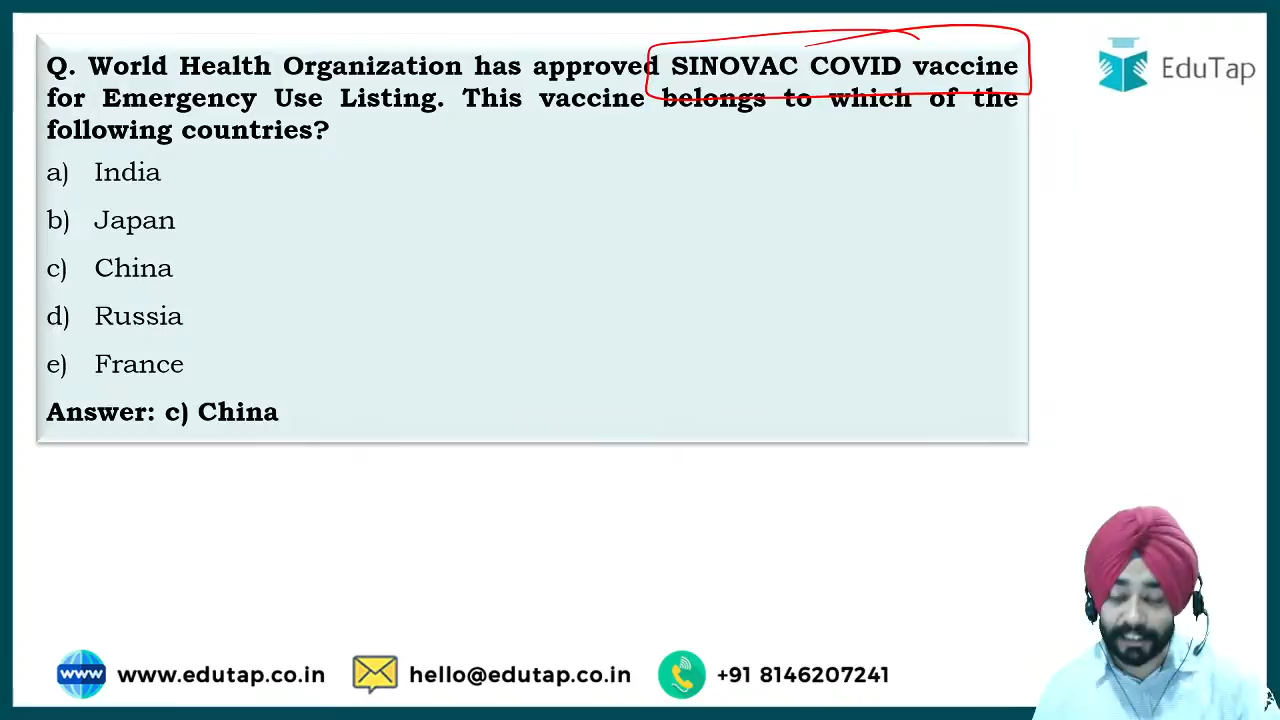 Q. World Health Organization has approved SINOVAC COVID vaccine
for Emergency Use Listing. This vaccine belongs to which of the
following countries?
a) India
b) Japan
c) China
d) Russia
e) France
Answer: c) China
EduTap
www www.edutap.co.in hello@edutap.co.in +91 8146207241